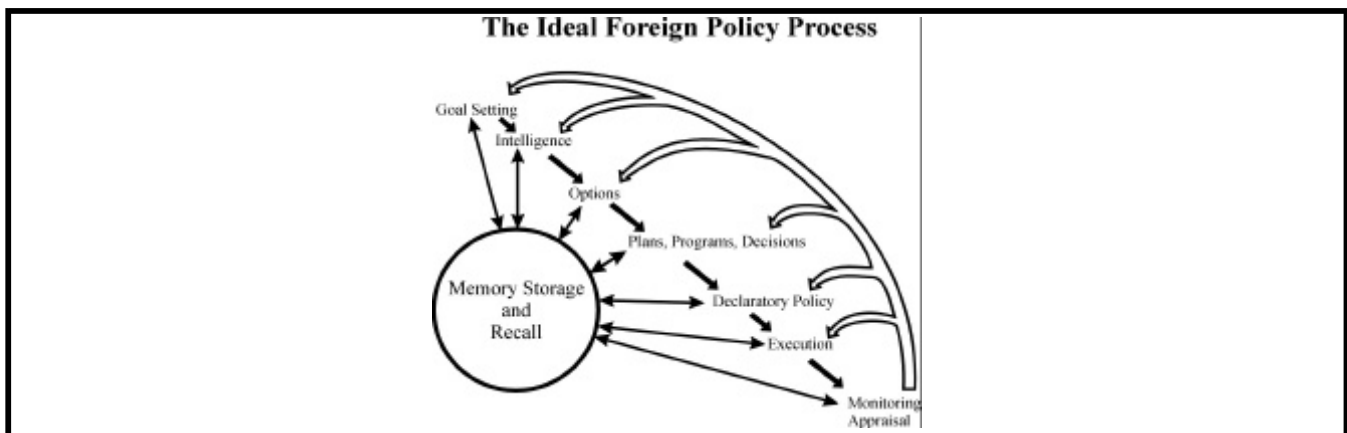 The Ideal Foreign Policy Process
Goal Setting
Intelligence
Options
Plans, Programs, Decisions
Memory Storage
and
Recall
Declaratory Policy
Execution
Monitoring
Appraisal